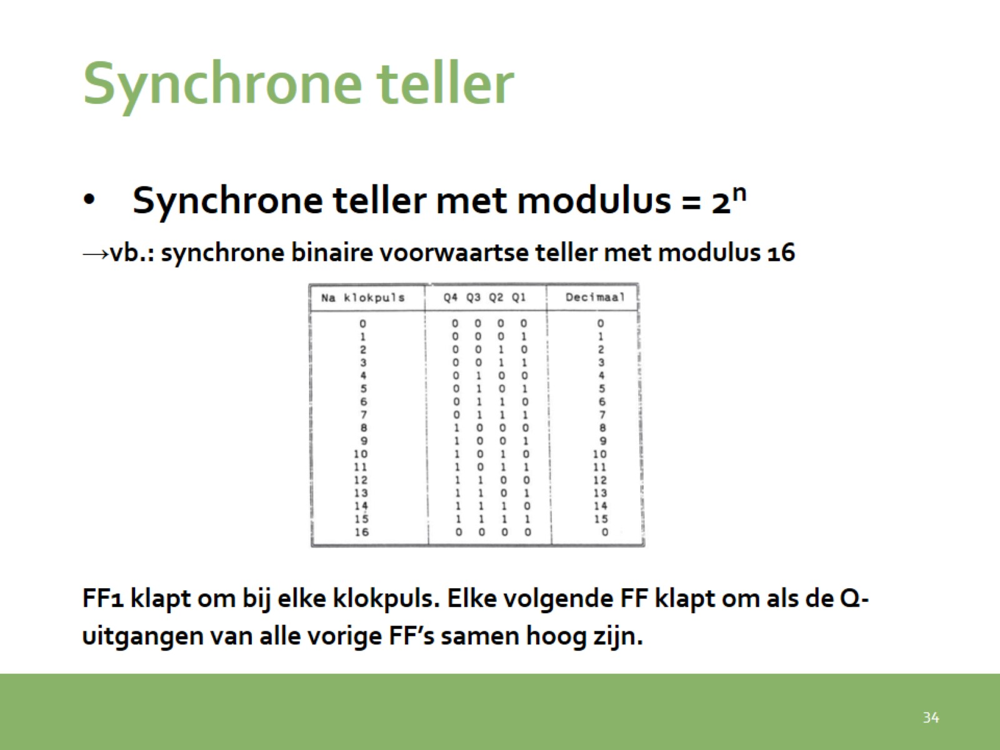 Synchrone teller
• Synchrone teller met modulus = 2ⁿ
→vb.: synchrone binaire voorwaartse teller met modulus 16
Na klokpuls Q4 Q3 Q2 Q1 Decimaal
0 0 0 0 0 0
1 0 0 0 1 1
2 0 0 1 0 2
3 0 0 1 1 3
4 0 1 0 0 4
5 0 1 0 1 5
6 0 1 1 0 6
7 0 1 1 1 7
8 1 0 0 0 8
9 1 0 0 1 9
10 1 0 1 0 10
11 1 0 1 1 11
12 1 1 0 0 12
13 1 1 0 1 13
14 1 1 1 0 14
15 1 1 1 1 15
16 0 0 0 0 0
FF1 klapt om bij elke klokpuls. Elke volgende FF klapt om als de Q-
uitgangen van alle vorige FF’s samen hoog zijn.
34